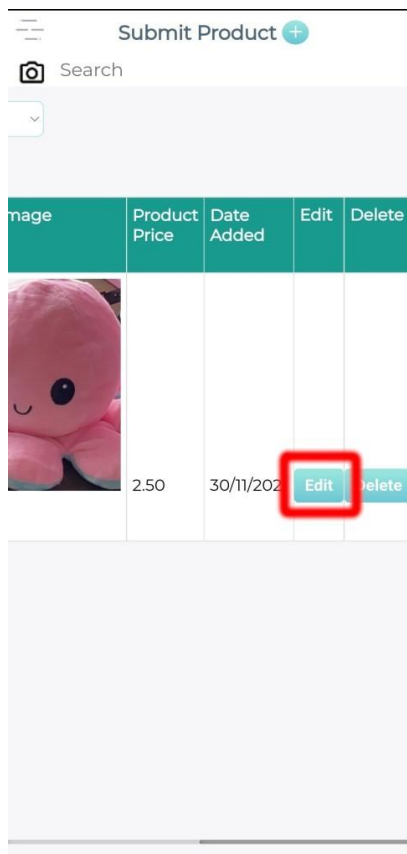 Submit Product +
Search
mage
Product Price
Date Added
Edit
Delete
2.50
30/11/202
Edit
elete